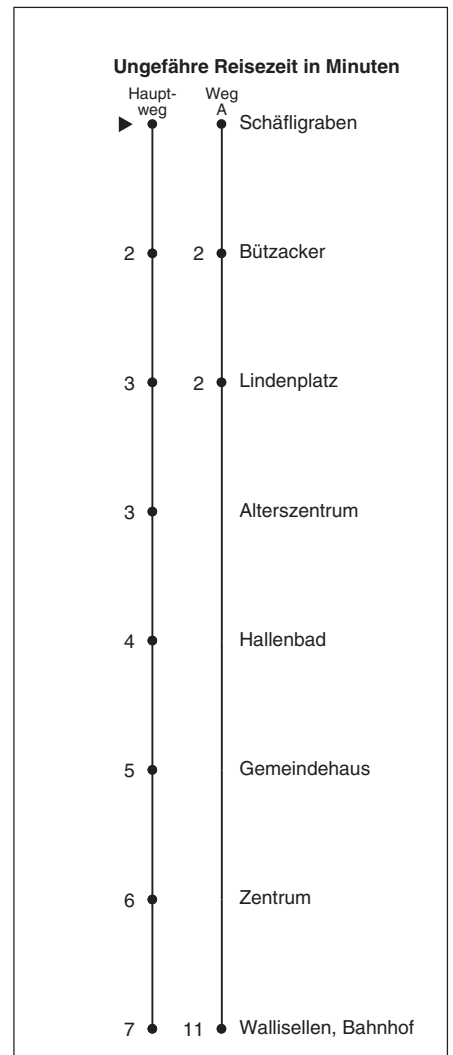 Ungefähre Reisezeit in Minuten
Haupt-
weg
Weg
A
Schäfligraben
2 2 Bützacker
3 2 Lindenplatz
3 Alterszentrum
4 Hallenbad
5 Gemeindehaus
6 Zentrum
7 11 Wallisellen, Bahnhof